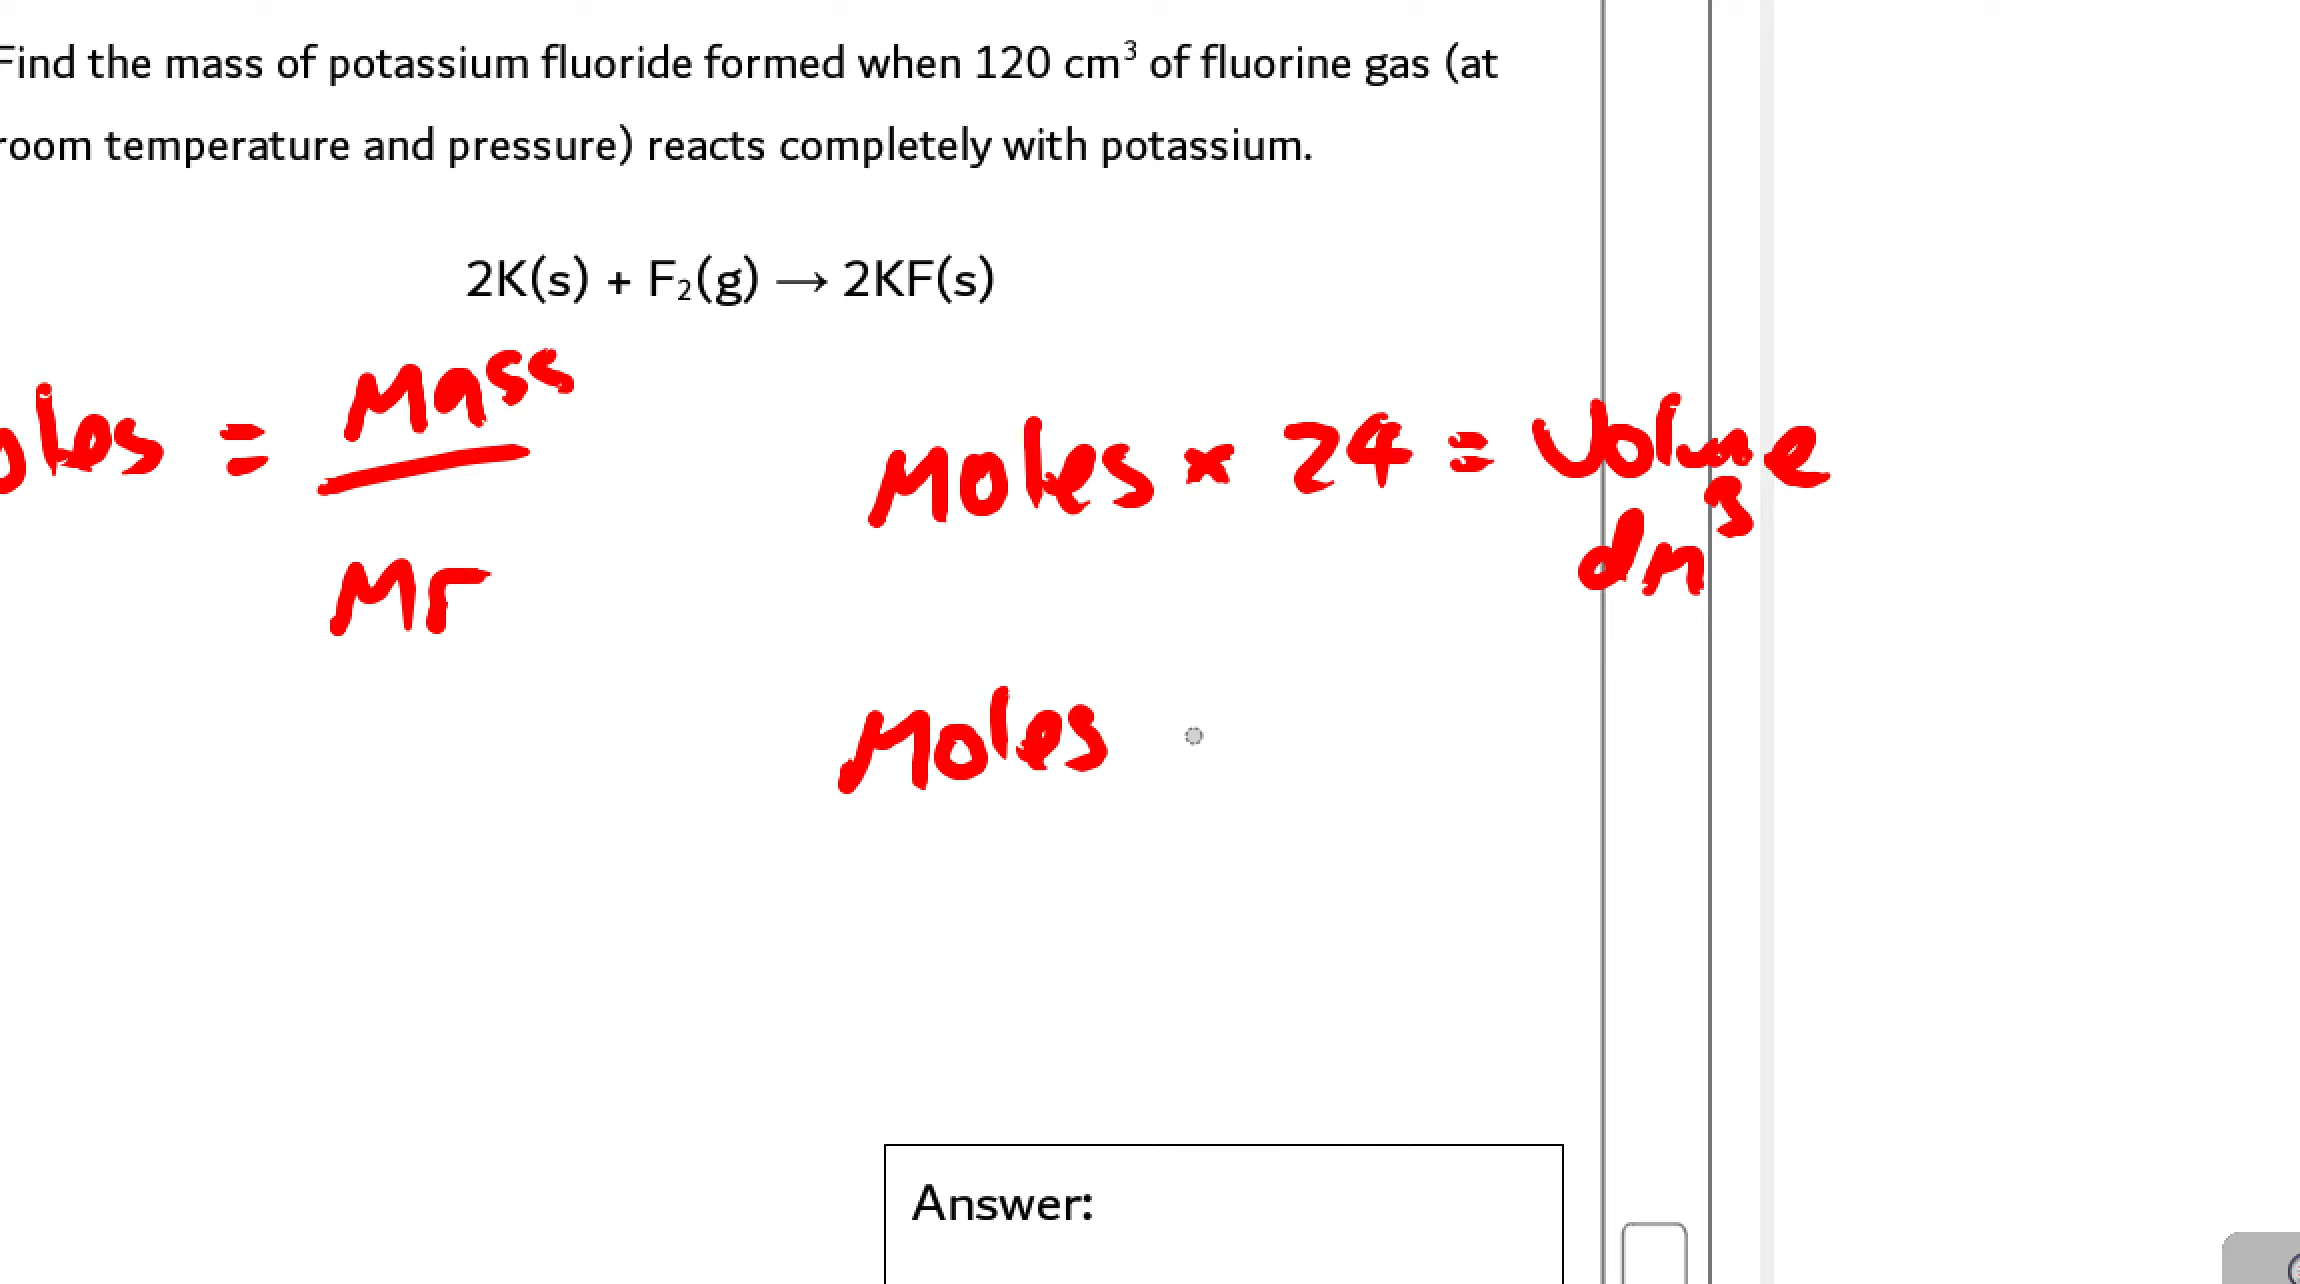 Find the mass of potassium fluoride formed when 120 cm³ of fluorine gas (at
room temperature and pressure) reacts completely with potassium.
2K(s) + F₂(g) → 2KF(s)
oles = Mass
Mr
Moles × 24 = Volume
dm³
Moles
Answer: